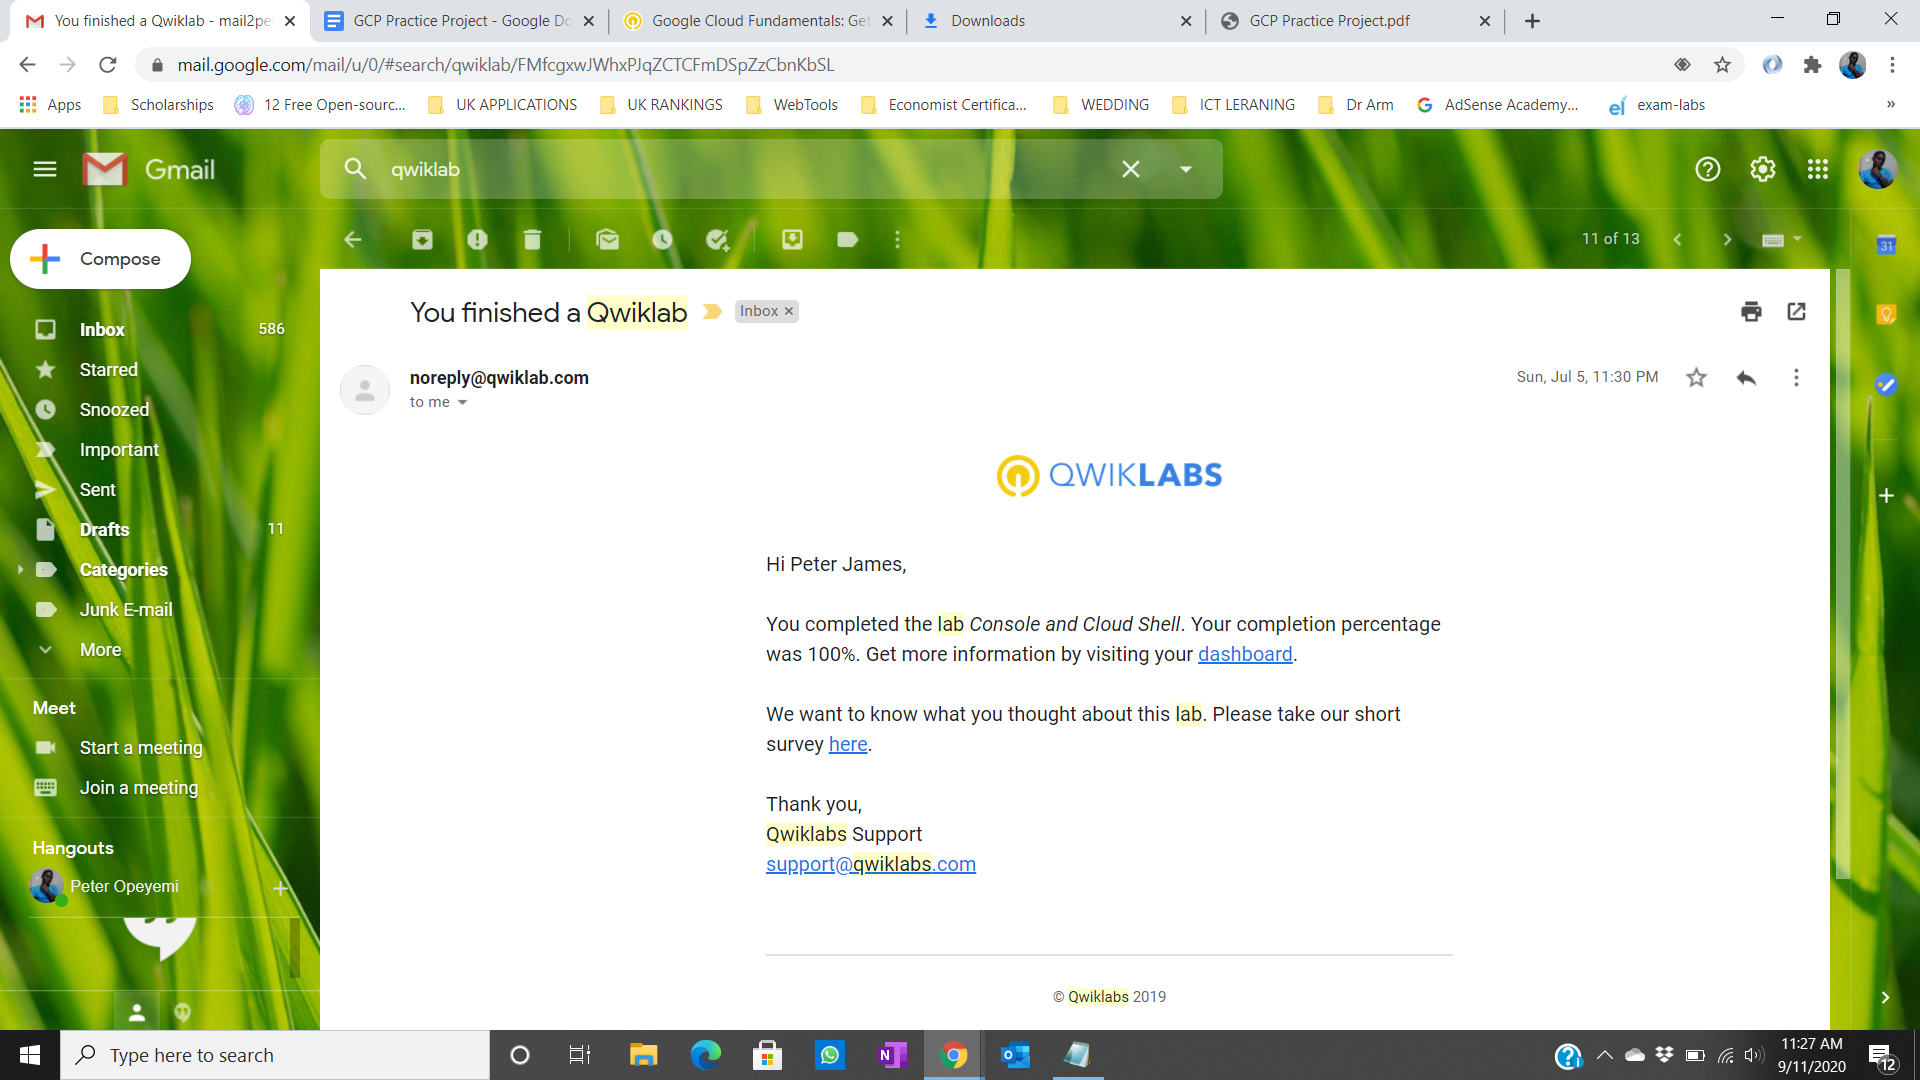 You finished a Qwiklab - mail2pe
GCP Practice Project - Google Do
Google Cloud Fundamentals: Get
Downloads
GCP Practice Project.pdf
mail.google.com/mail/u/0/#search/qwiklab/FMfcgxwJWhxPJqZCTCFmDSpZzCbnKbSL
Apps
Scholarships
12 Free Open-sourc...
UK APPLICATIONS
UK RANKINGS
WebTools
Economist Certifica...
WEDDING
ICT LERANING
Dr Arm
AdSense Academy...
exam-labs
»
Gmail
qwiklab
11 of 13
31
Compose
Inbox 586
Starred
Snoozed
Important
Sent
Drafts 11
Categories
Junk E-mail
More
Meet
Start a meeting
Join a meeting
Hangouts
Peter Opeyemi
You finished a Qwiklab
Inbox
noreply@qwiklab.com
Sun, Jul 5, 11:30 PM
to me
QWIKLABS
Hi Peter James,
You completed the lab Console and Cloud Shell. Your completion percentage
was 100%. Get more information by visiting your dashboard.
We want to know what you thought about this lab. Please take our short
survey here.
Thank you,
Qwiklabs Support
support@qwiklabs.com
© Qwiklabs 2019
Type here to search
11:27 AM
9/11/2020
12